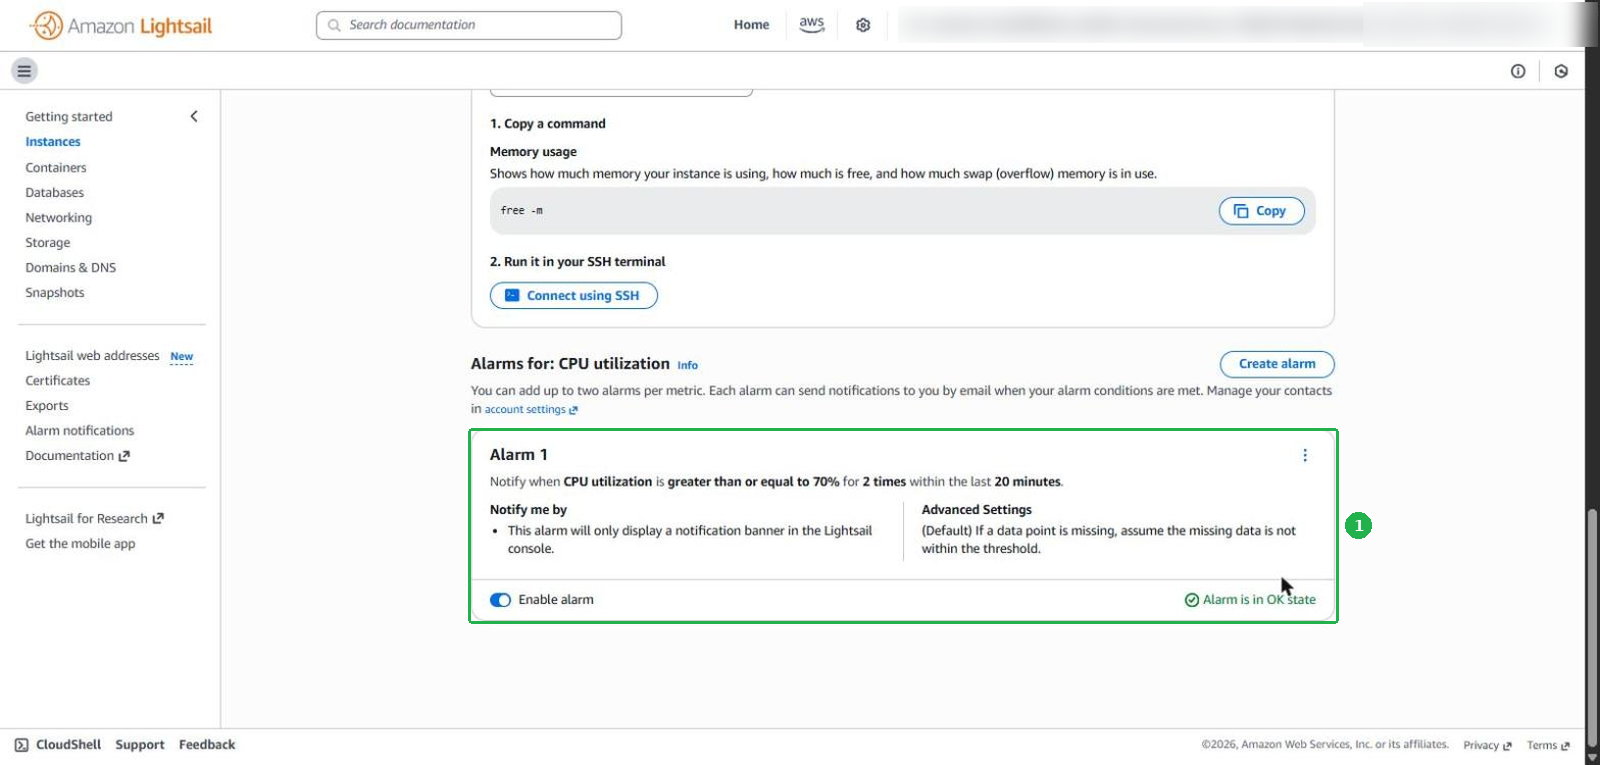 Amazon Lightsail
Search documentation
Home
aws
Getting started
Instances
Containers
Databases
Networking
Storage
Domains & DNS
Snapshots
Lightsail web addresses New
Certificates
Exports
Alarm notifications
Documentation
Lightsail for Research
Get the mobile app
1. Copy a command
Memory usage
Shows how much memory your instance is using, how much is free, and how much swap (overflow) memory is in use.
free -m
Copy
2. Run it in your SSH terminal
Connect using SSH
Alarms for: CPU utilization Info
Create alarm
You can add up to two alarms per metric. Each alarm can send notifications to you by email when your alarm conditions are met. Manage your contacts
in account settings
Alarm 1
Notify when CPU utilization is greater than or equal to 70% for 2 times within the last 20 minutes.
Notify me by
• This alarm will only display a notification banner in the Lightsail
console.
Advanced Settings
(Default) If a data point is missing, assume the missing data is not
within the threshold.
1
Enable alarm
Alarm is in OK state
CloudShell Support Feedback
©2026, Amazon Web Services, Inc. or its affiliates. Privacy Terms